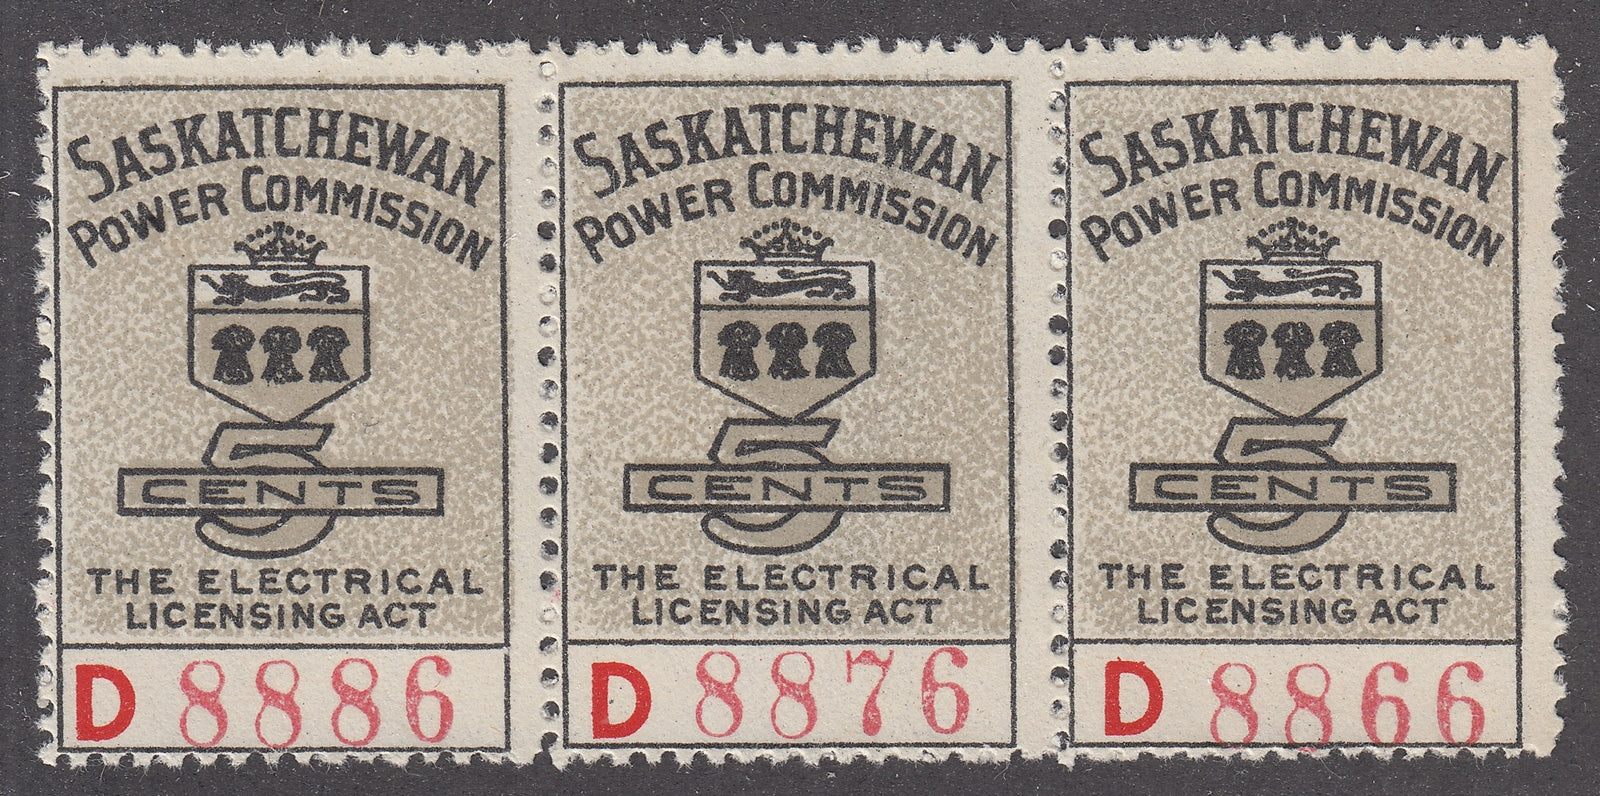 SASKATCHEWAN
POWER COMMISSION
5
CENTS
THE ELECTRICAL
LICENSING ACT
D 8886
SASKATCHEWAN
POWER COMMISSION
5
CENTS
THE ELECTRICAL
LICENSING ACT
D 8876
SASKATCHEWAN
POWER COMMISSION
5
CENTS
THE ELECTRICAL
LICENSING ACT
D 8866